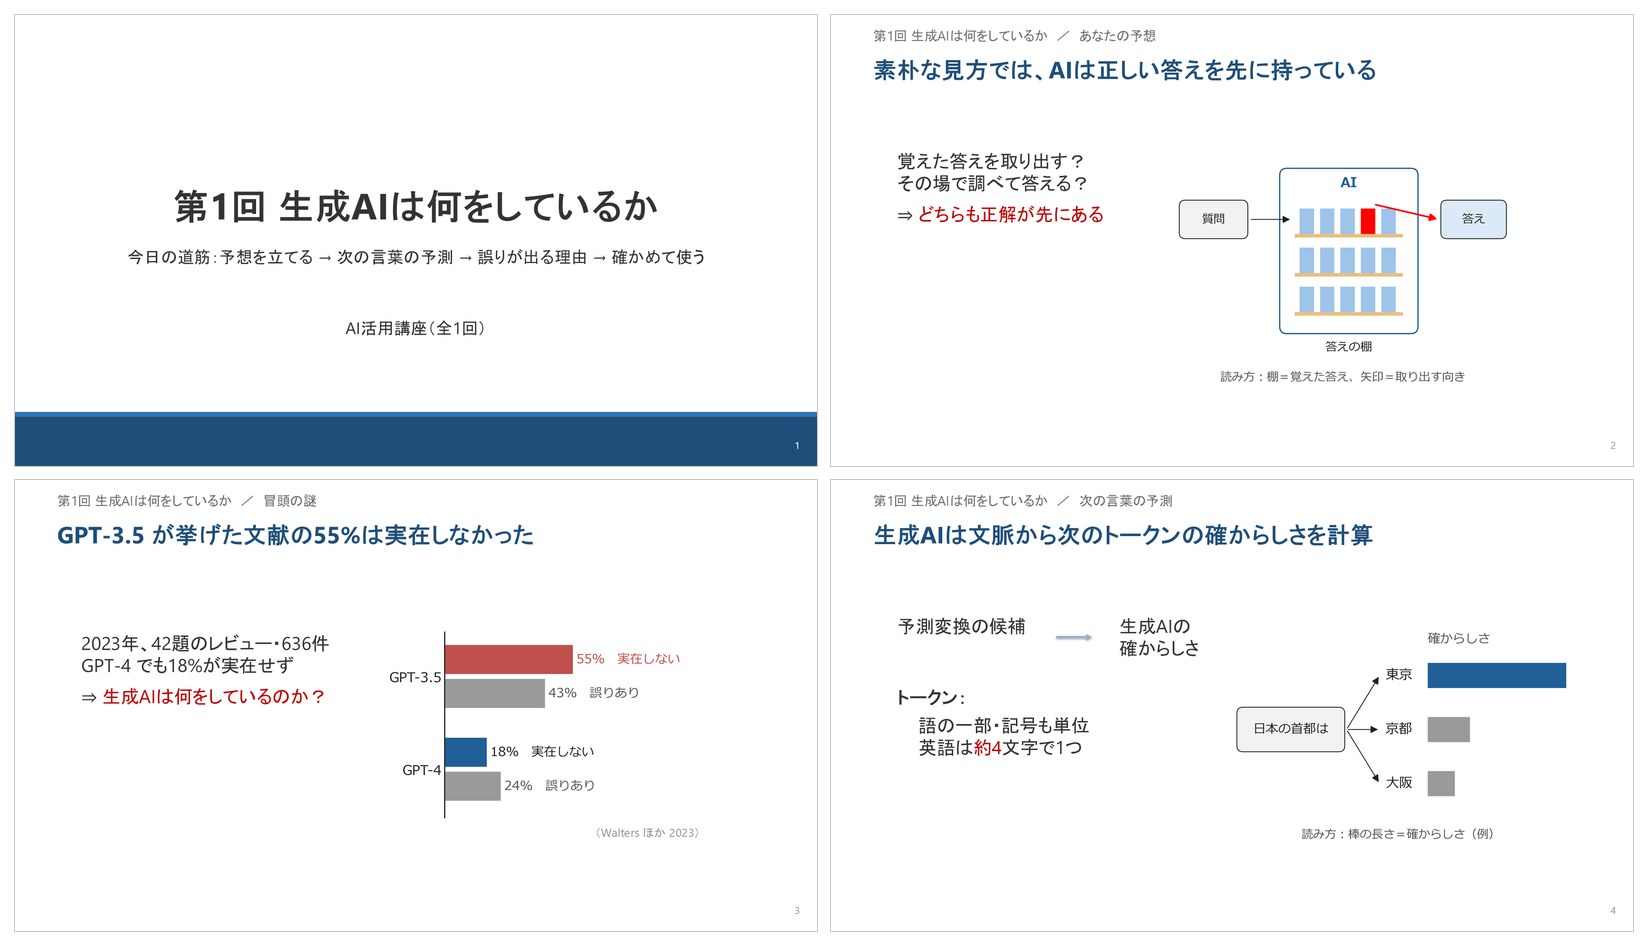 第1回 生成AIは何をしているか
今日の道筋：予想を立てる → 次の言葉の予測 → 誤りが出る理由 → 確かめて使う
AI活用講座（全1回）
1
第1回 生成AIは何をしているか ／ あなたの予想
素朴な見方では、AIは正しい答えを先に持っている
覚えた答えを取り出す？
その場で調べて答える？
⇒ どちらも正解が先にある
質問
AI
答え
答えの棚
読み方：棚＝覚えた答え、矢印＝取り出す向き
2
第1回 生成AIは何をしているか ／ 冒頭の謎
GPT-3.5 が挙げた文献の55%は実在しなかった
2023年、42題のレビュー・636件
GPT-4 でも18%が実在せず
⇒ 生成AIは何をしているのか？
GPT-3.5
55% 実在しない
43% 誤りあり
GPT-4
18% 実在しない
24% 誤りあり
（Walters ほか 2023）
3
第1回 生成AIは何をしているか ／ 次の言葉の予測
生成AIは文脈から次のトークンの確からしさを計算
予測変換の候補
生成AIの
確からしさ
トークン：
語の一部・記号も単位
英語は約4文字で1つ
確からしさ
日本の首都は
東京
京都
大阪
読み方：棒の長さ＝確からしさ（例）
4